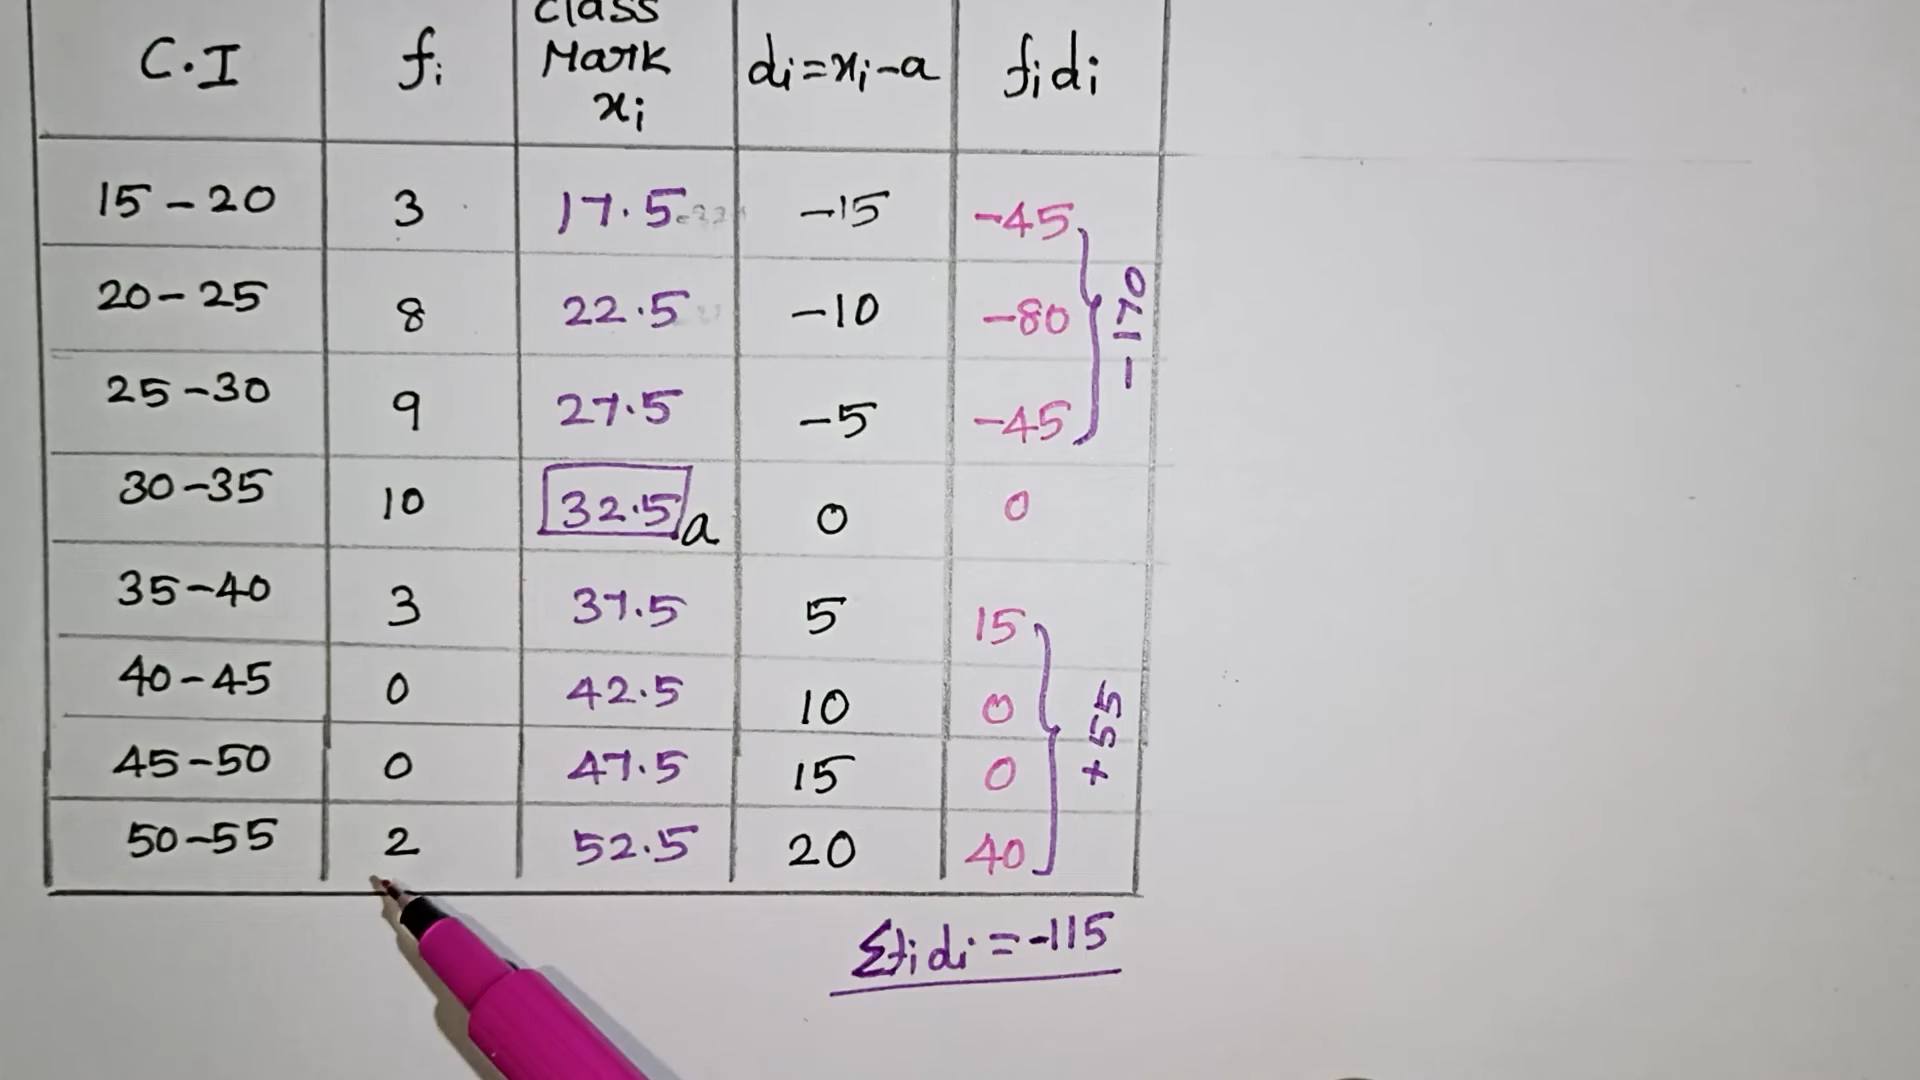 C.I fi class Mark xi di=xi-a fidi
15-20 3 17.5 -15 -45
20-25 8 22.5 -10 -80
25-30 9 27.5 -5 -45
-170
30-35 10 32.5 a 0 0
35-40 3 37.5 5 15
40-45 0 42.5 10 0
45-50 0 47.5 15 0
50-55 2 52.5 20 40
+55
Σfidi=-115